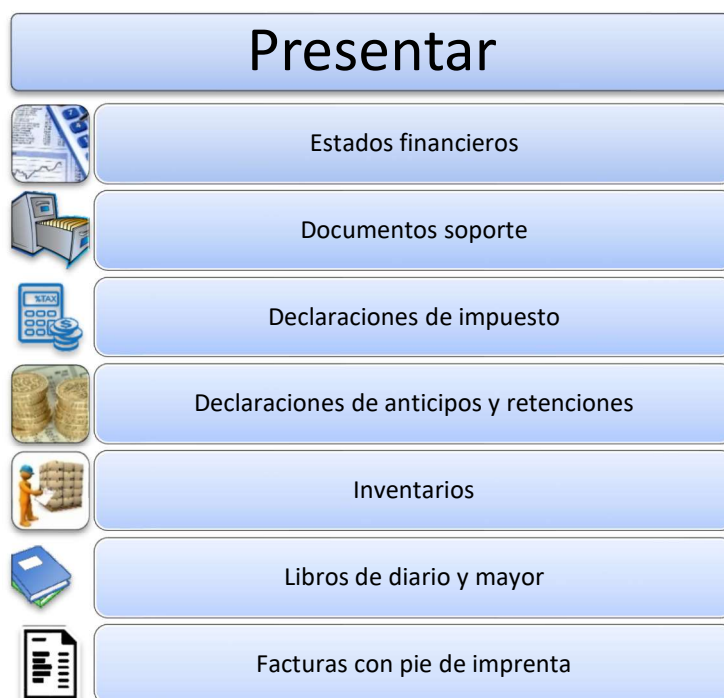 Presentar
Estados financieros
Documentos soporte
%TAX
Declaraciones de impuesto
Declaraciones de anticipos y retenciones
Inventarios
Libros de diario y mayor
Facturas con pie de imprenta